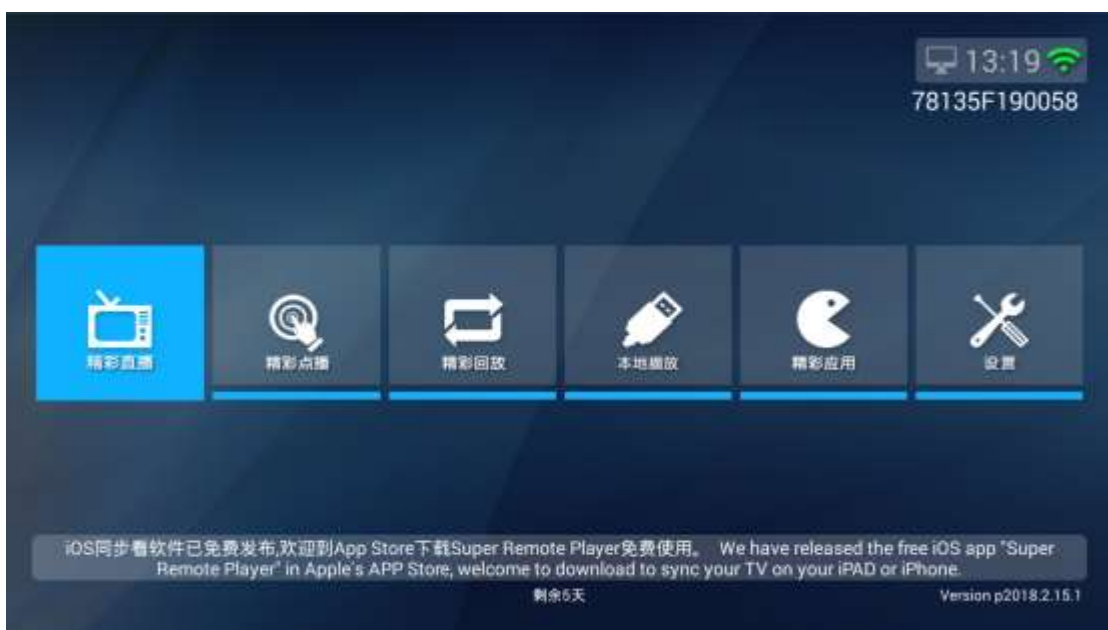 13:19
78135F190058
精彩直播
精彩点播
精彩回放
本地播放
精彩应用
设置
iOS同步看软件已免费发布,欢迎到App Store下载Super Remote Player免费使用。 We have released the free iOS app "Super
Remote Player" in Apple's APP Store, welcome to download to sync your TV on your iPAD or iPhone.
剩余5天
Version p2018.2.15.1